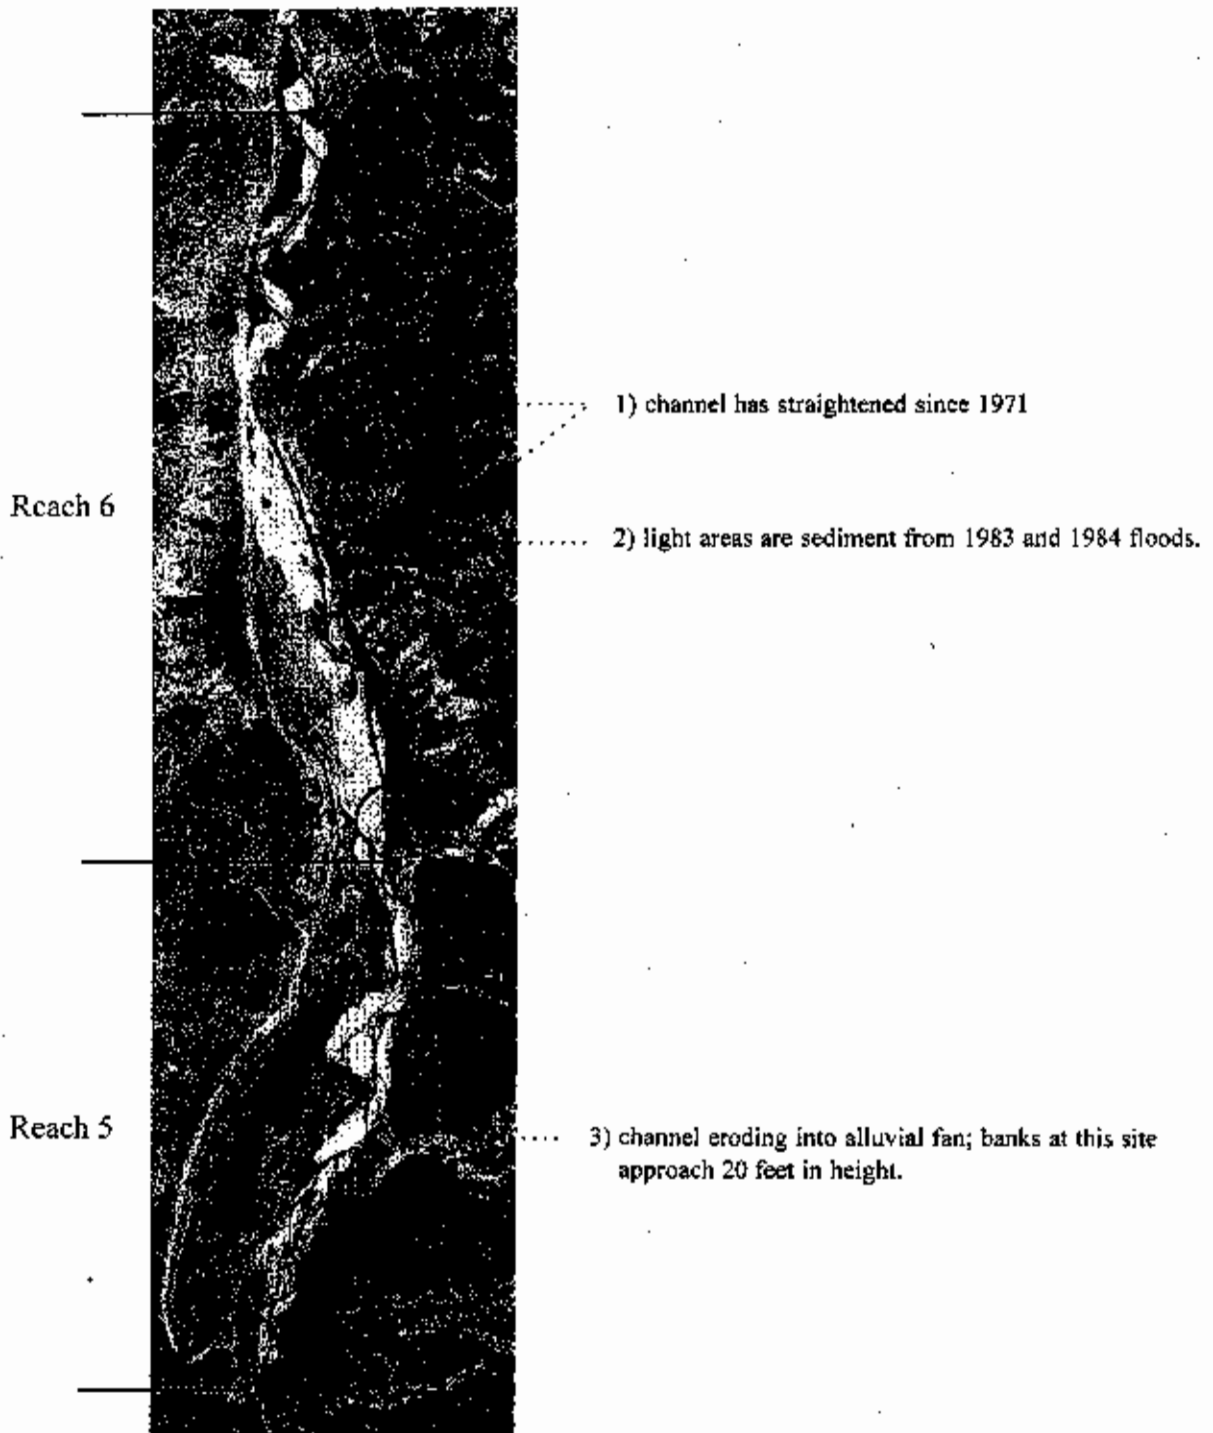 1) channel has straightened since 1971
Reach 6
2) light areas are sediment from 1983 and 1984 floods.
Reach 5
3) channel eroding into alluvial fan; banks at this site
approach 20 feet in height.